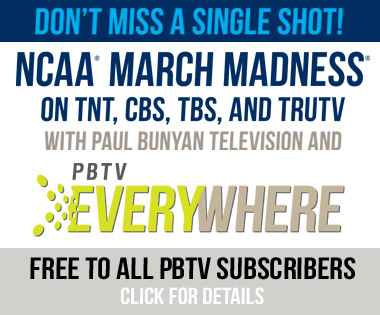 DON'T MISS A SINGLE SHOT!
NCAA® MARCH MADNESS®
ON TNT, CBS, TBS, AND TRUTV
WITH PAUL BUNYAN TELEVISION AND
PBTV
EVERYWHERE
FREE TO ALL PBTV SUBSCRIBERS
CLICK FOR DETAILS